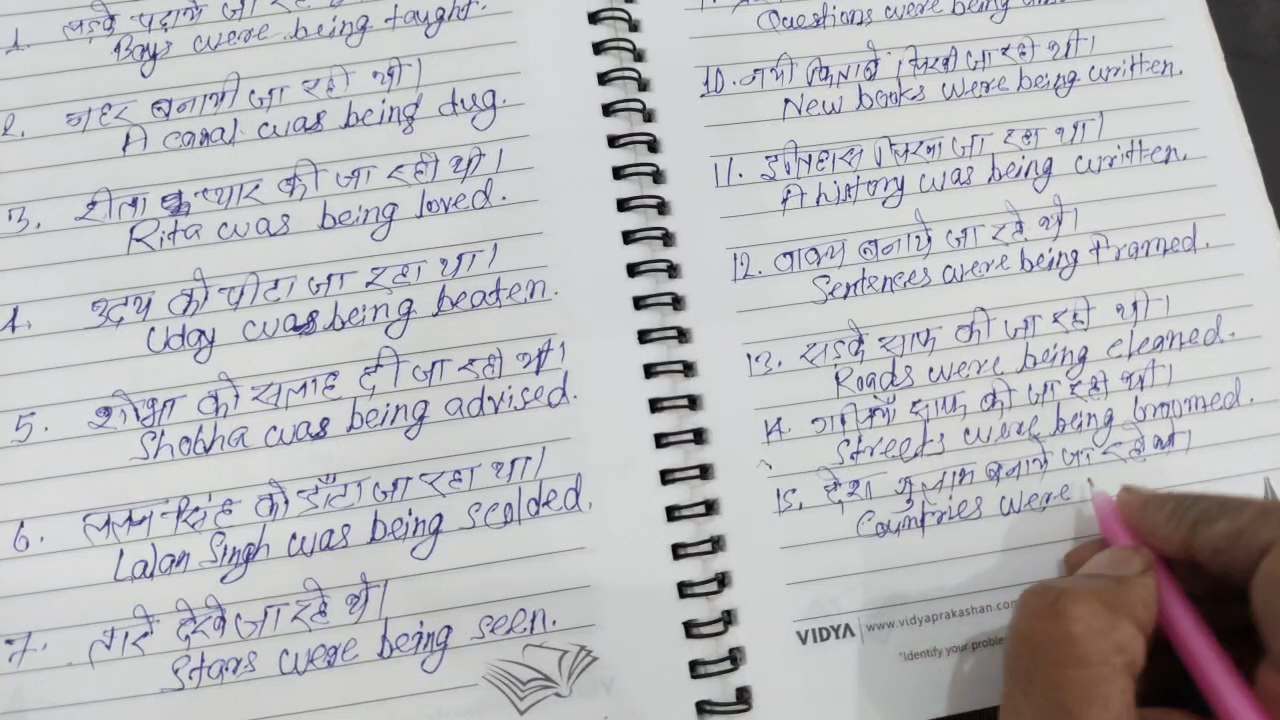 1. लड़के पढ़ाये जा रहे
Boys were being taught.
2. नहर बनायी जा रही थी।
A canal was being dug.
3. रीता प्यार की जा रही थी।
Rita was being loved.
4. उदय को पीटा जा रहा था।
Uday was being beaten.
5. शोभा को सलाह दी जा रही थी।
Shobha was being advised.
6. ललन सिंह को डाँटा जा रहा था।
Lalan Singh was being scolded.
7. तारे देखे जा रहे थे।
Stars were being seen.
Questions were being
10. नयी किताबें लिखी जा रही थी।
New books were being written.
11. इतिहास लिखा जा रहा था।
A history was being written.
12. वाक्य बनाये जा रहे थे।
Sentences were being framed.
13. सड़कें साफ की जा रही थी।
Roads were being cleaned.
14. गलियाँ साफ की जा रही थी।
Streets were being broomed.
15. देश गुलाम बनाये जा रहे थे।
Countries were
VIDYA | www.vidyaprakashan.com
"Identify your proble